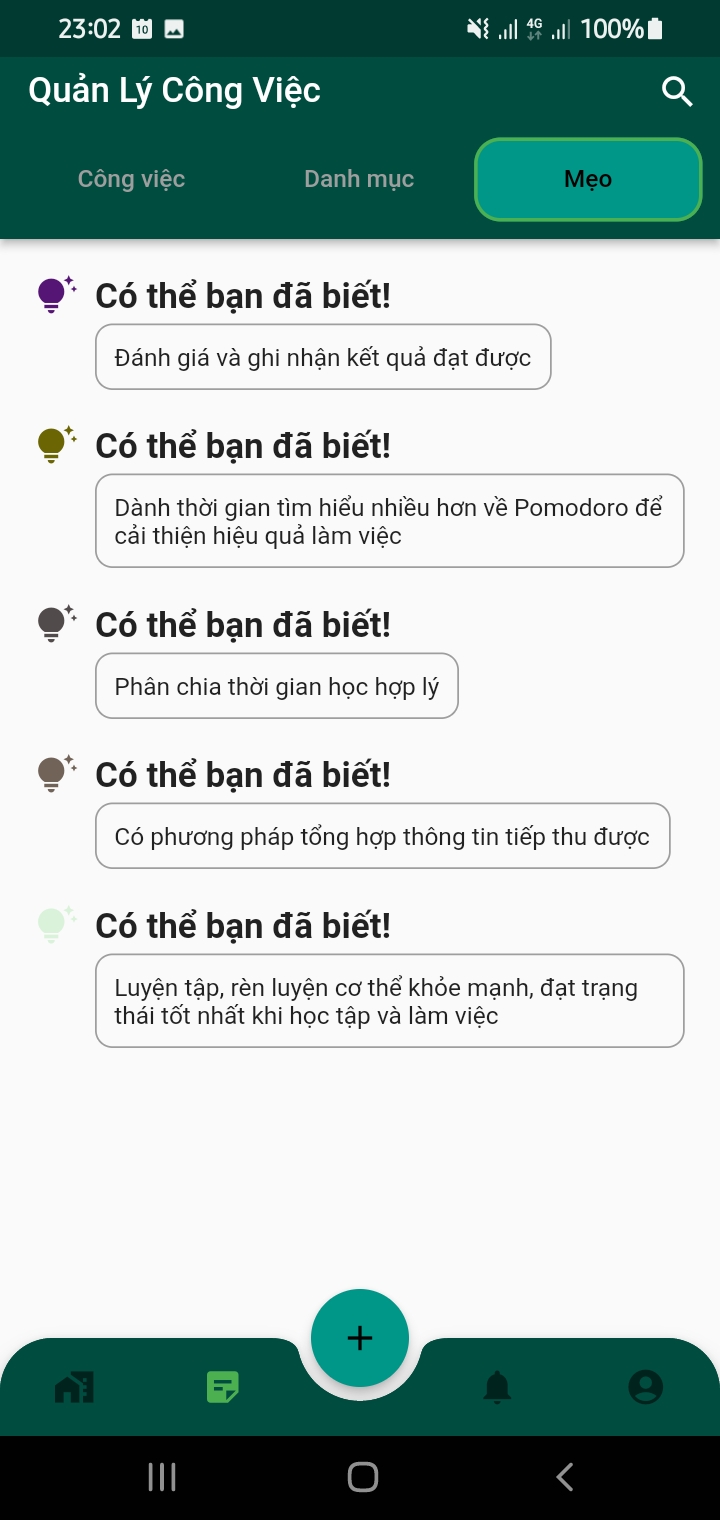 23:02 10 4G 100%
Quản Lý Công Việc
Công việc Danh mục Mẹo
Có thể bạn đã biết!
Đánh giá và ghi nhận kết quả đạt được
Có thể bạn đã biết!
Dành thời gian tìm hiểu nhiều hơn về Pomodoro để
cải thiện hiệu quả làm việc
Có thể bạn đã biết!
Phân chia thời gian học hợp lý
Có thể bạn đã biết!
Có phương pháp tổng hợp thông tin tiếp thu được
Có thể bạn đã biết!
Luyện tập, rèn luyện cơ thể khỏe mạnh, đạt trạng
thái tốt nhất khi học tập và làm việc